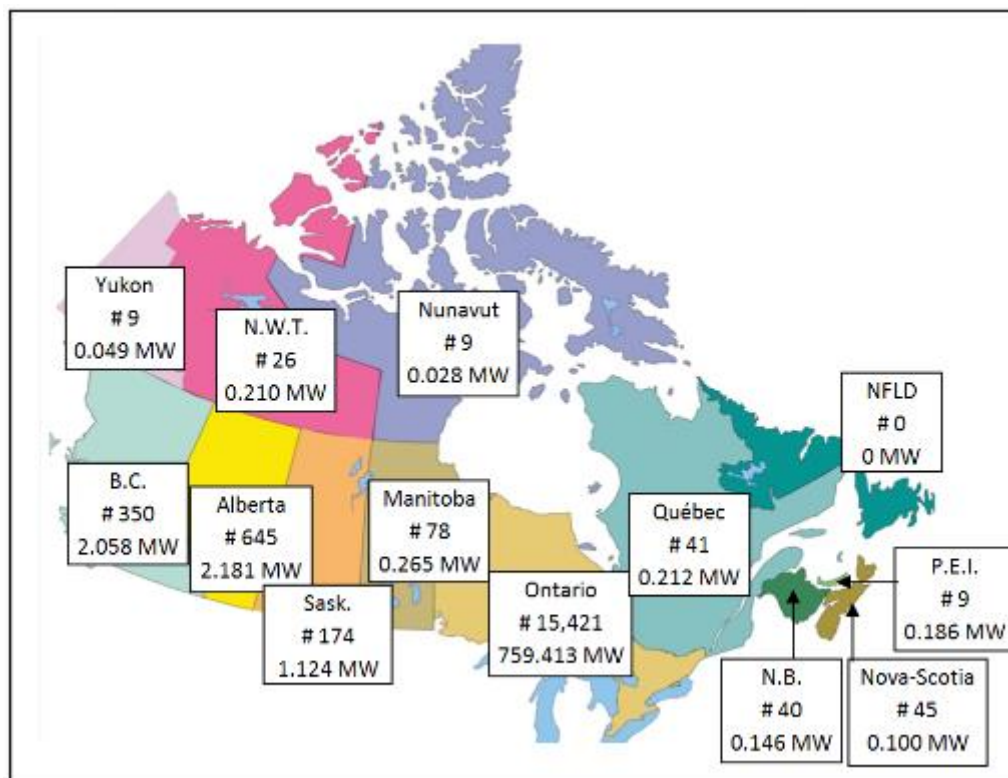 Yukon
# 9
0.049 MW
N.W.T.
# 26
0.210 MW
Nunavut
# 9
0.028 MW
NFLD
# 0
0 MW
B.C.
# 350
2.058 MW
Alberta
# 645
2.181 MW
Sask.
# 174
1.124 MW
Manitoba
# 78
0.265 MW
Ontario
# 15,421
759.413 MW
Québec
# 41
0.212 MW
P.E.I.
# 9
0.186 MW
N.B.
# 40
0.146 MW
Nova-Scotia
# 45
0.100 MW